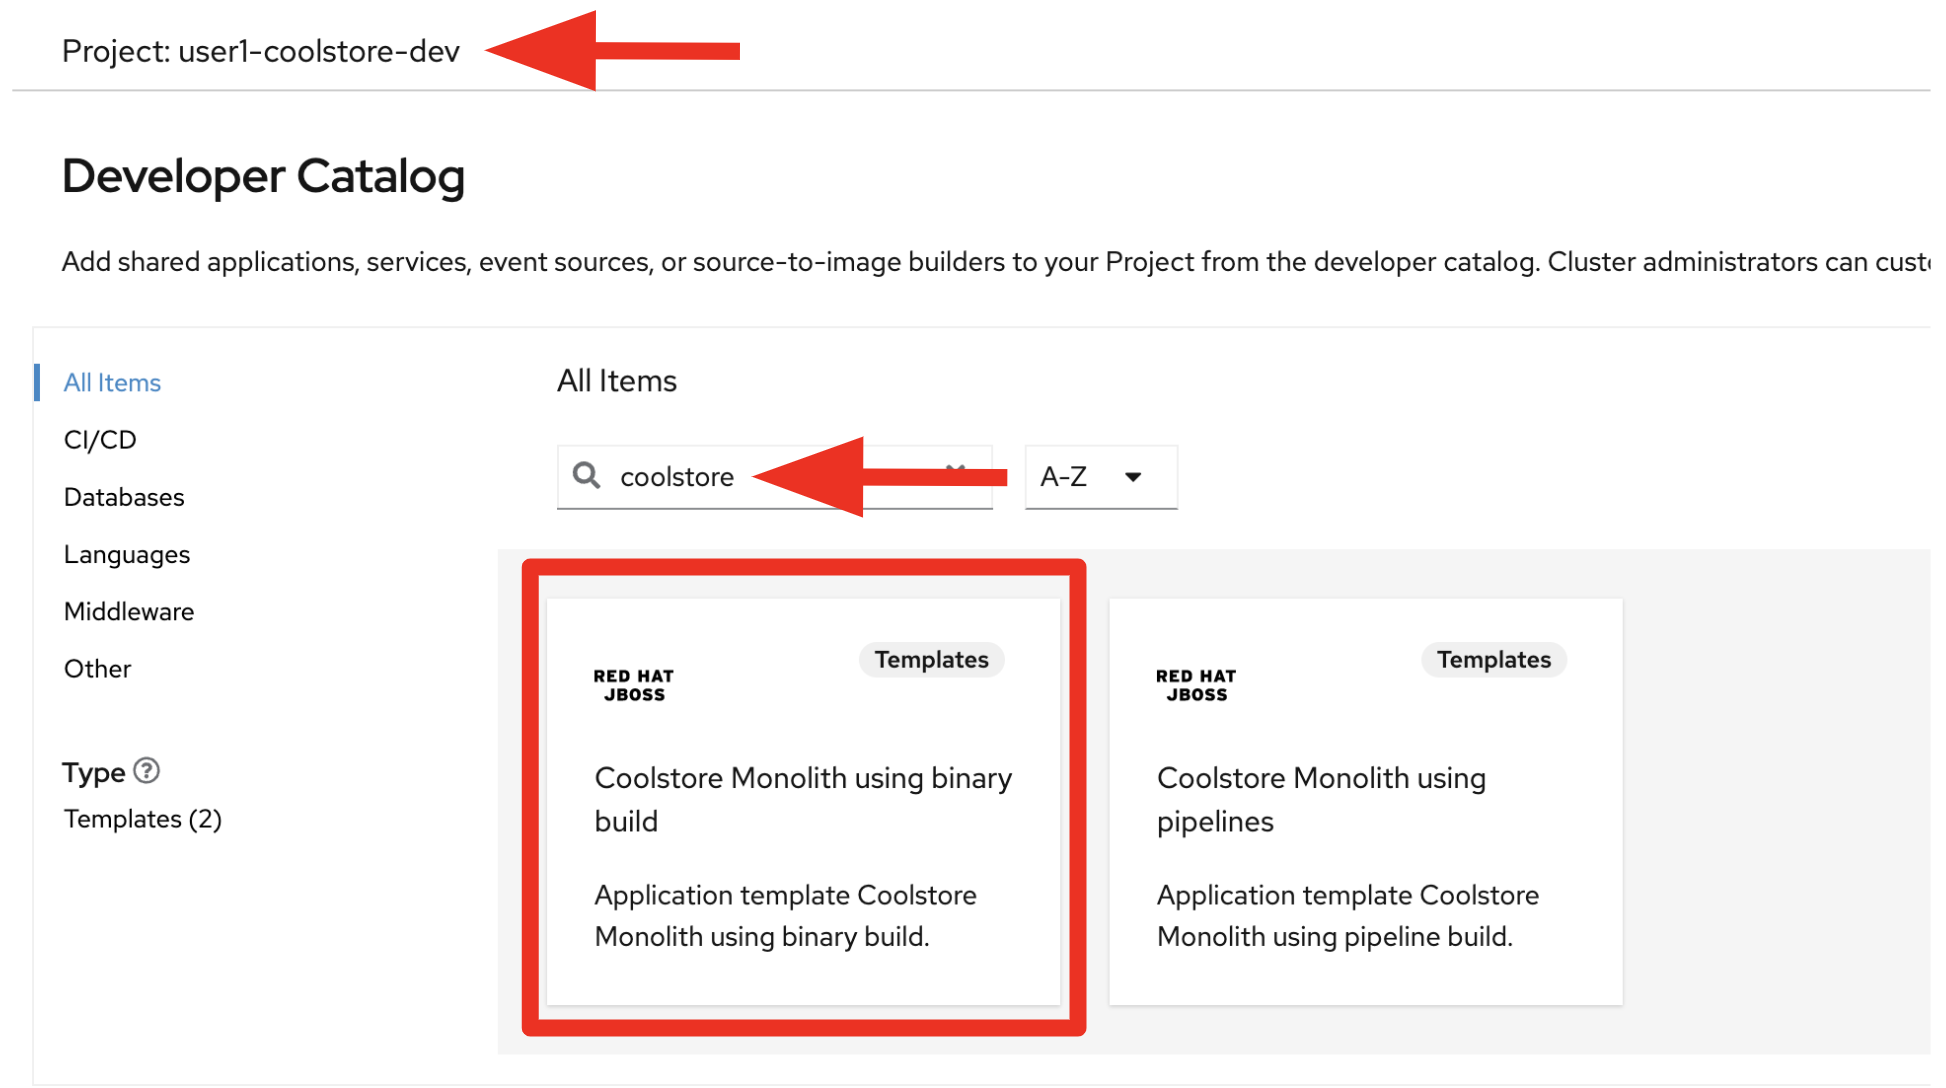 Project: user1-coolstore-dev
Developer Catalog
Add shared applications, services, event sources, or source-to-image builders to your Project from the developer catalog. Cluster administrators can
All Items
CI/CD
Databases
Languages
Middleware
Other
Type
Templates (2)
All Items
coolstore
A-Z
Templates
RED HAT
JBOSS
Coolstore Monolith using binary
build
Application template Coolstore
Monolith using binary build.
Templates
RED HAT
JBOSS
Coolstore Monolith using
pipelines
Application template Coolstore
Monolith using pipeline build.